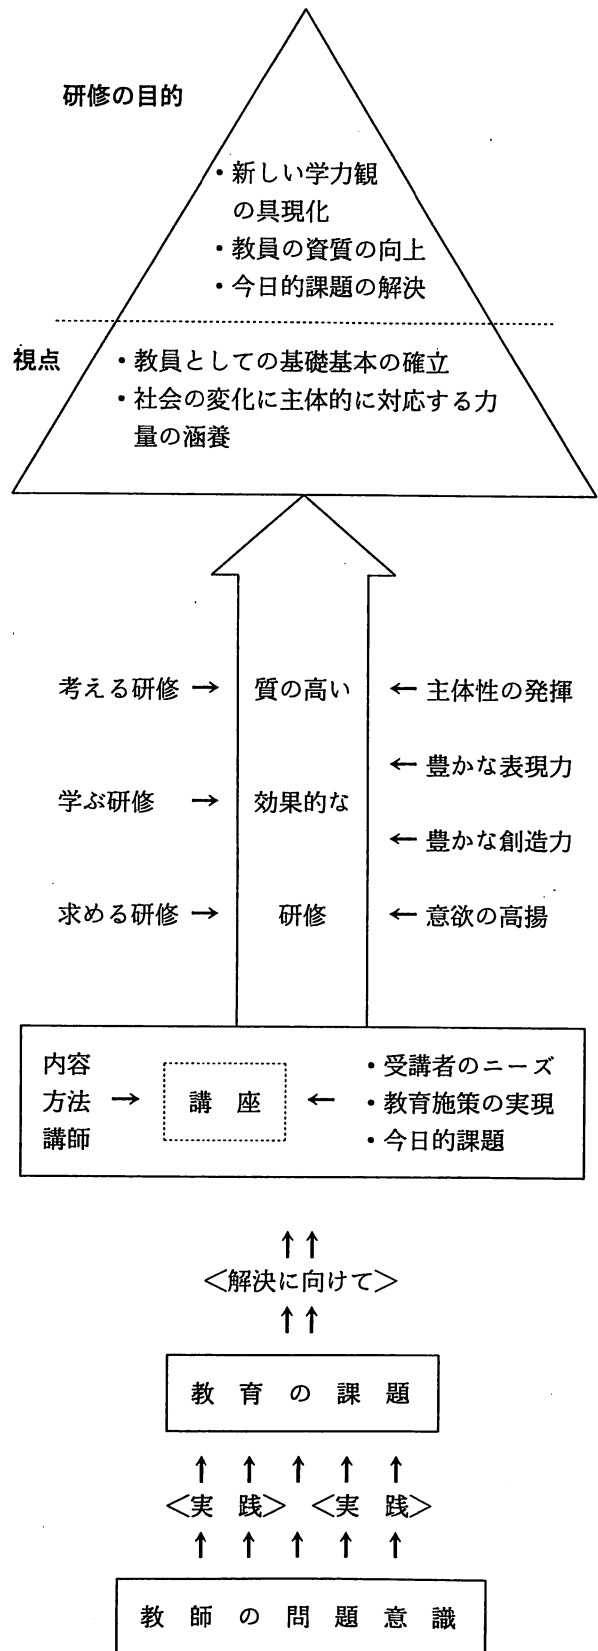 研修の目的
・新しい学力観
の具現化
・教員の資質の向上
・今日的課題の解決
視点
・教員としての基礎基本の確立
・社会の変化に主体的に対応する力
量の涵養
考える研修 → 質の高い ← 主体性の発揮
← 豊かな表現力
学ぶ研修 → 効果的な
← 豊かな創造力
求める研修 → 研修 ← 意欲の高揚
内容
方法 → 講 座 ←
講師
・受講者のニーズ
・教育施策の実現
・今日的課題
↑↑
<解決に向けて>
↑↑
教 育 の 課 題
↑ ↑ ↑ ↑ ↑
<実 践> <実 践>
↑ ↑ ↑ ↑ ↑
教 師 の 問 題 意 識